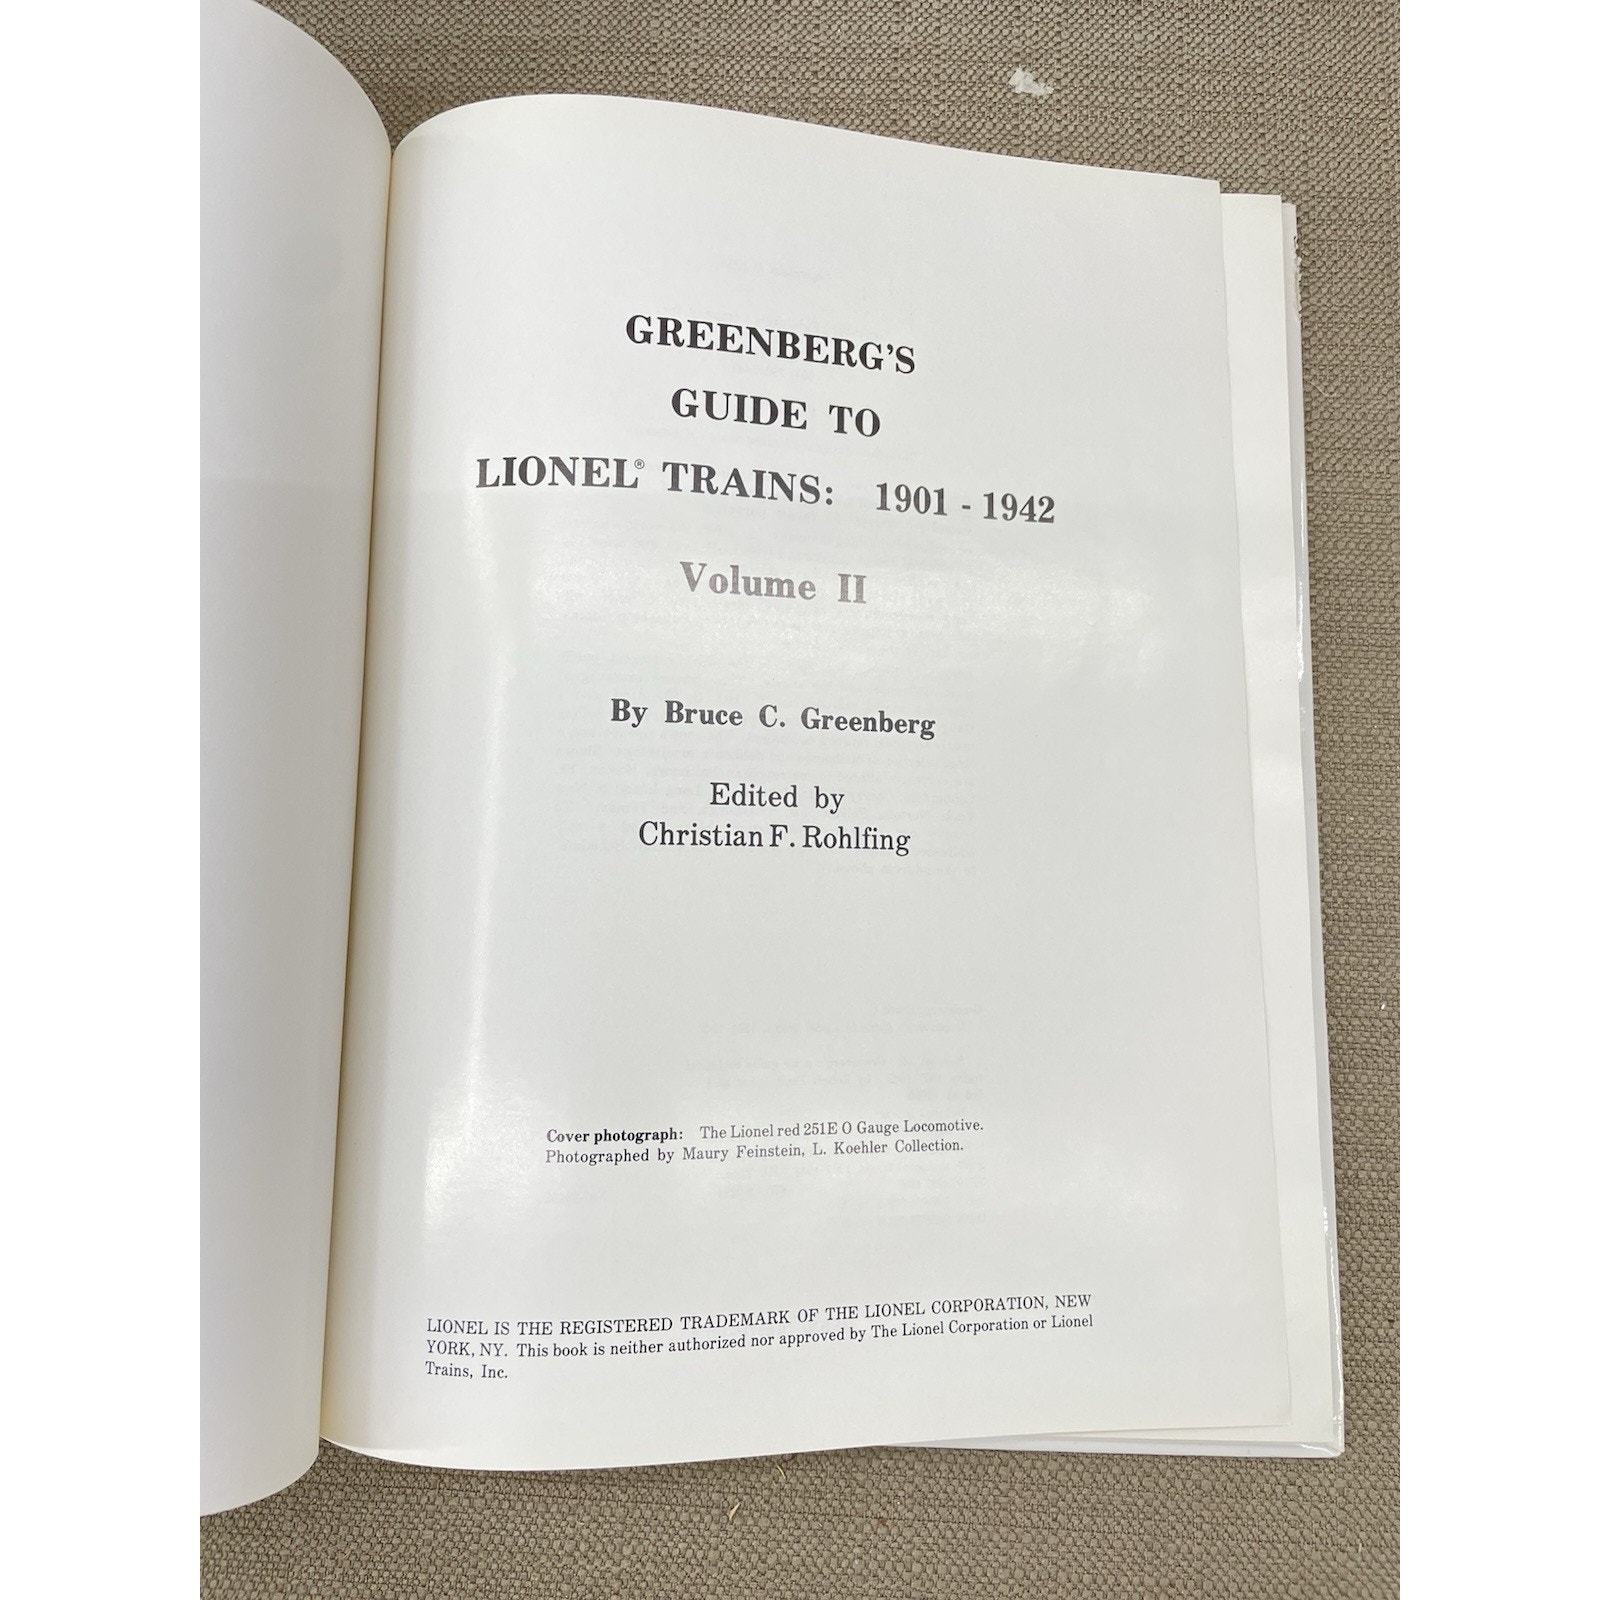 GREENBERG'S
GUIDE TO
LIONEL® TRAINS: 1901 - 1942
Volume II
By Bruce C. Greenberg
Edited by
Christian F. Rohlfing
Cover photograph: The Lionel red 251E O Gauge Locomotive.
Photographed by Maury Feinstein, L. Koehler Collection.
LIONEL IS THE REGISTERED TRADEMARK OF THE LIONEL CORPORATION, NEW
YORK, NY. This book is neither authorized nor approved by The Lionel Corporation or Lionel
Trains, Inc.